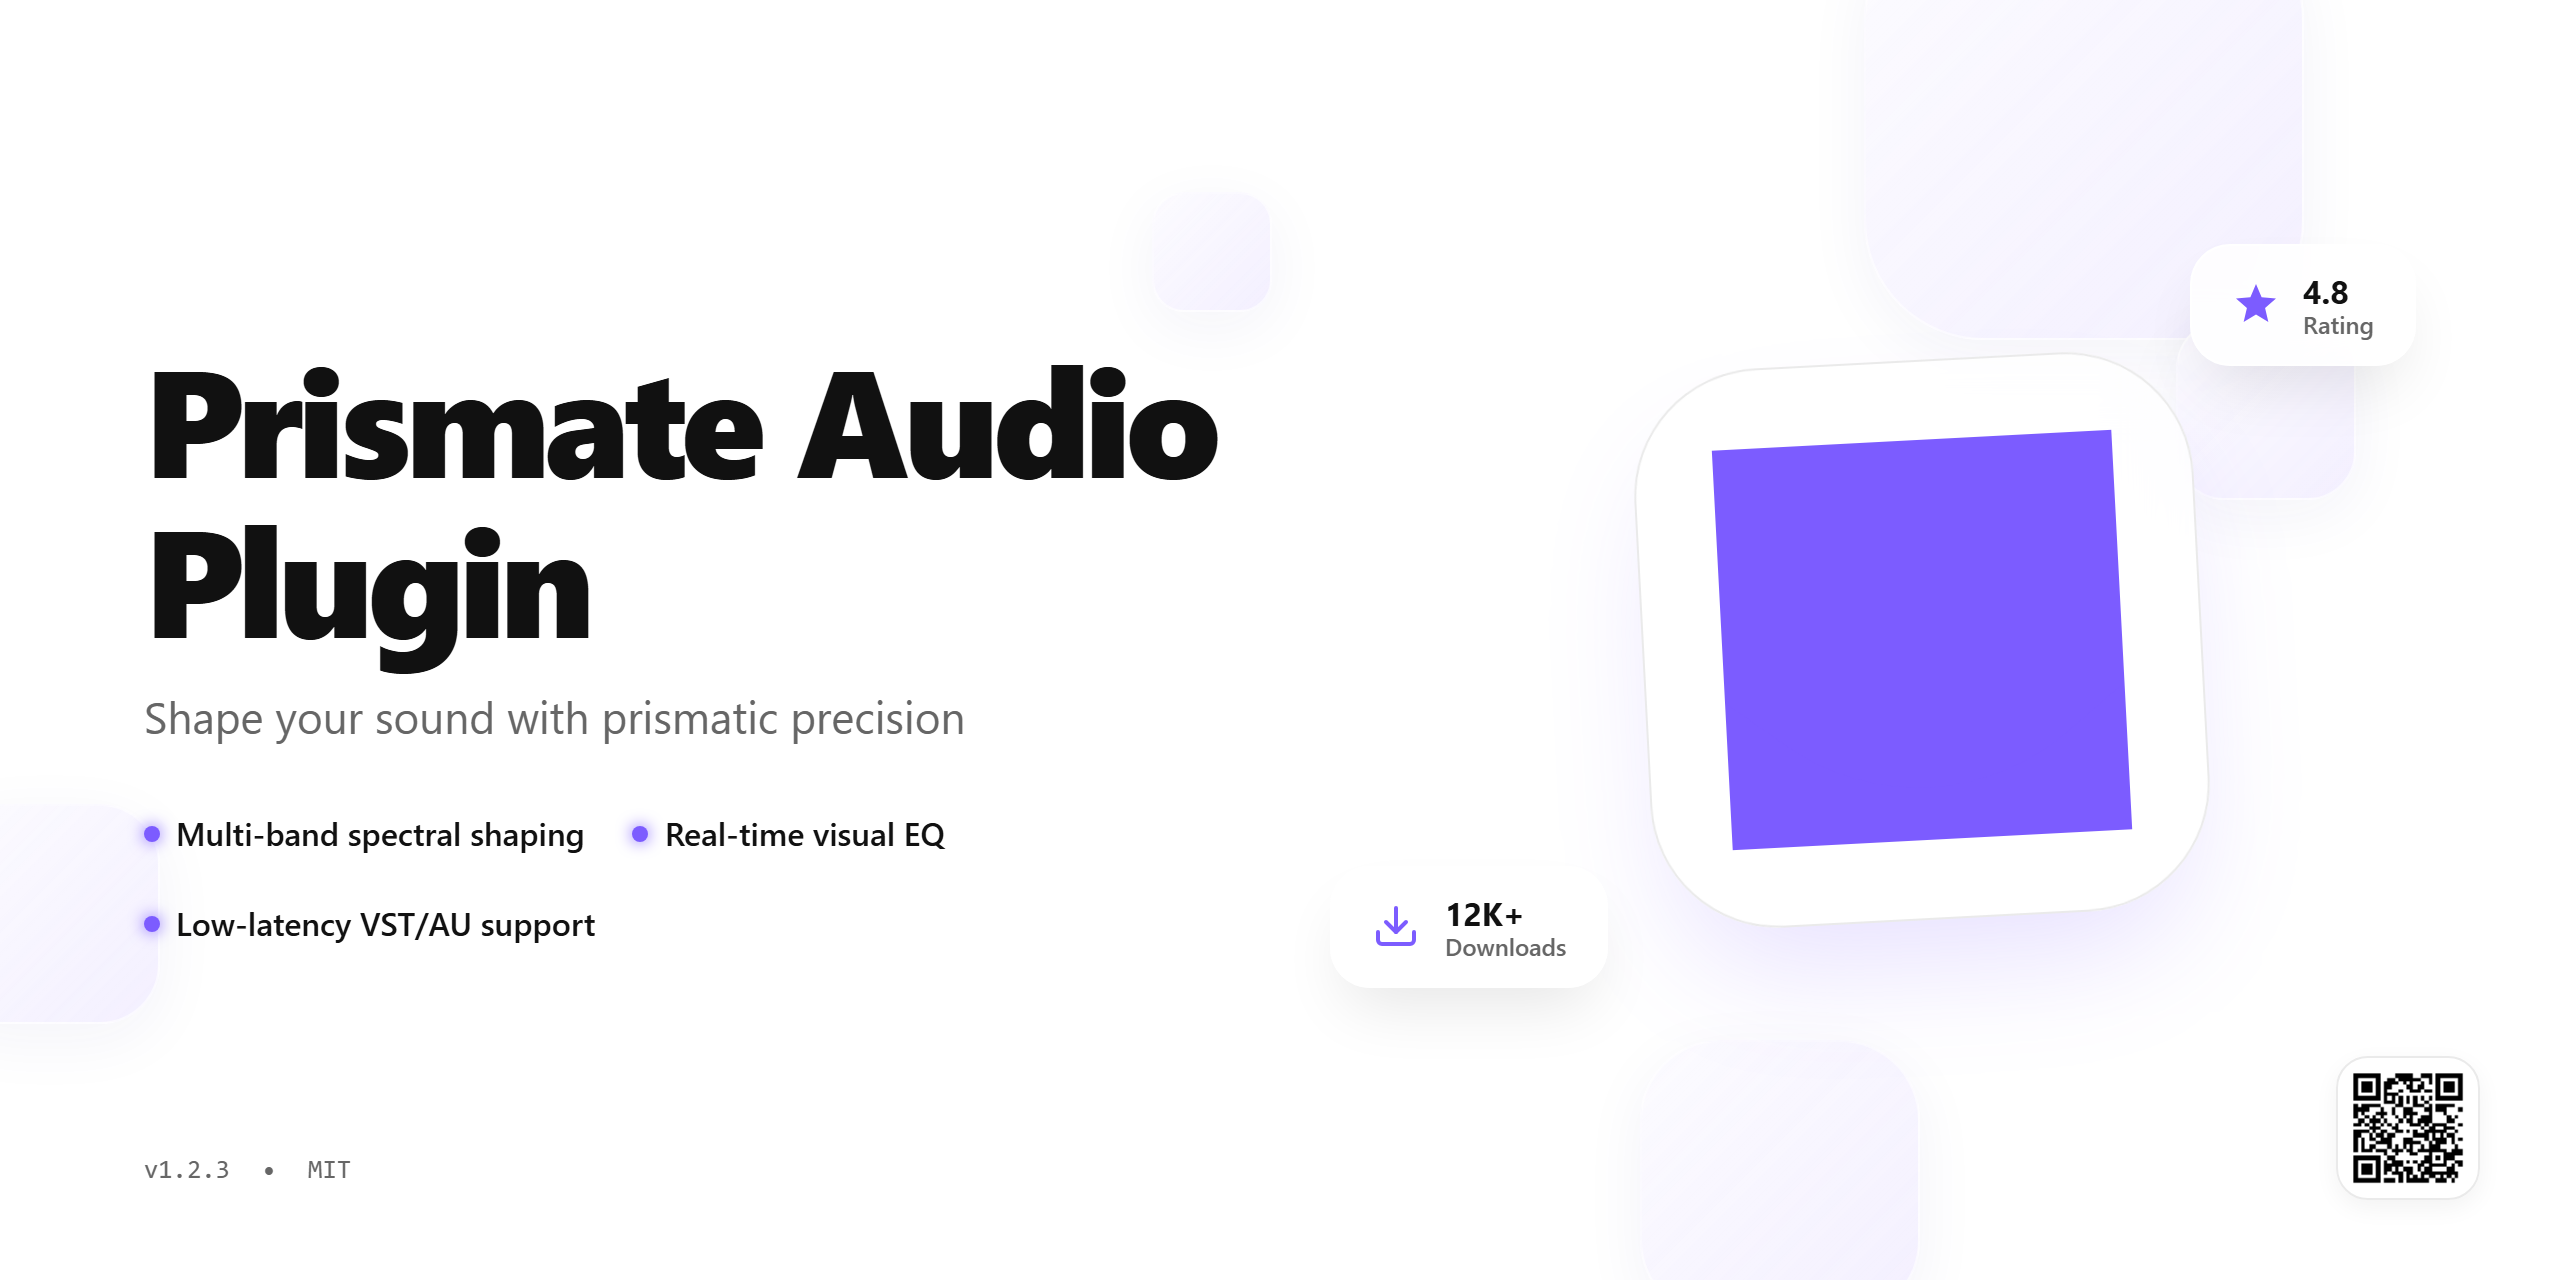 Prismate Audio
Plugin
Shape your sound with prismatic precision
Multi-band spectral shaping
Real-time visual EQ
Low-latency VST/AU support
v1.2.3 • MIT
4.8
Rating
12K+
Downloads